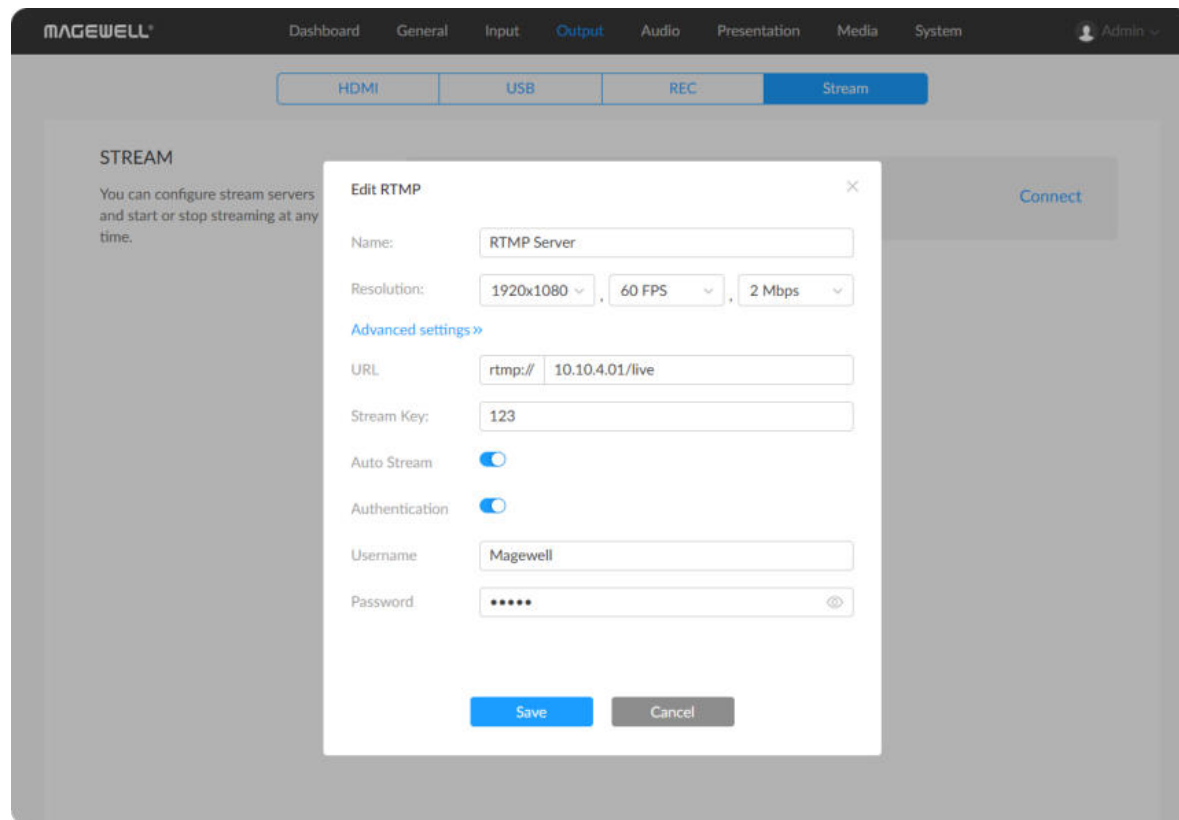 MAGEWELL®
Dashboard General Input Output Audio Presentation Media System Admin
HDMI USB REC Stream
STREAM
You can configure stream servers
and start or stop streaming at any
time.
Connect
Edit RTMP
Name: RTMP Server
Resolution: 1920x1080 , 60 FPS , 2 Mbps
Advanced settings »
URL rtmp:// 10.10.4.01/live
Stream Key: 123
Auto Stream
Authentication
Username Magewell
Password •••••
Save Cancel